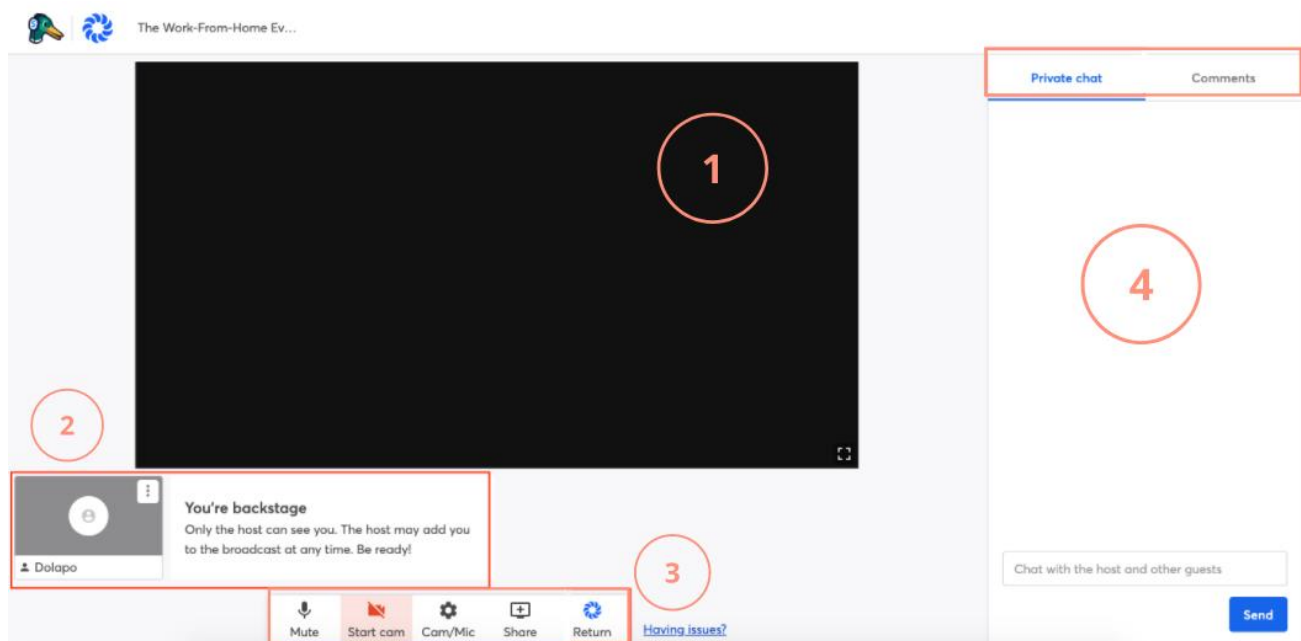 The Work-From-Home Ev...
Private chat
Comments
1
4
2
You're backstage
Only the host can see you. The host may add you
to the broadcast at any time. Be ready!
Dolapo
3
Mute
Start cam
Cam/Mic
Share
Return
Having issues?
Chat with the host and other guests
Send